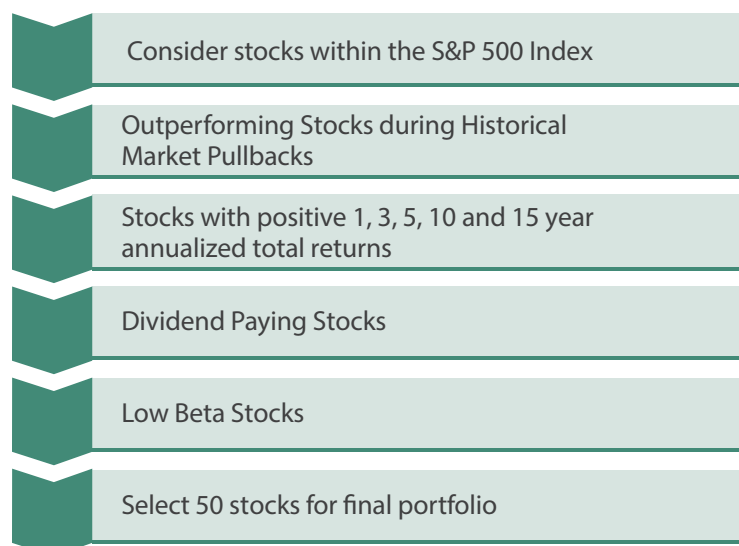 Consider stocks within the S&P 500 Index
Outperforming Stocks during Historical
Market Pullbacks
Stocks with positive 1, 3, 5, 10 and 15 year
annualized total returns
Dividend Paying Stocks
Low Beta Stocks
Select 50 stocks for final portfolio